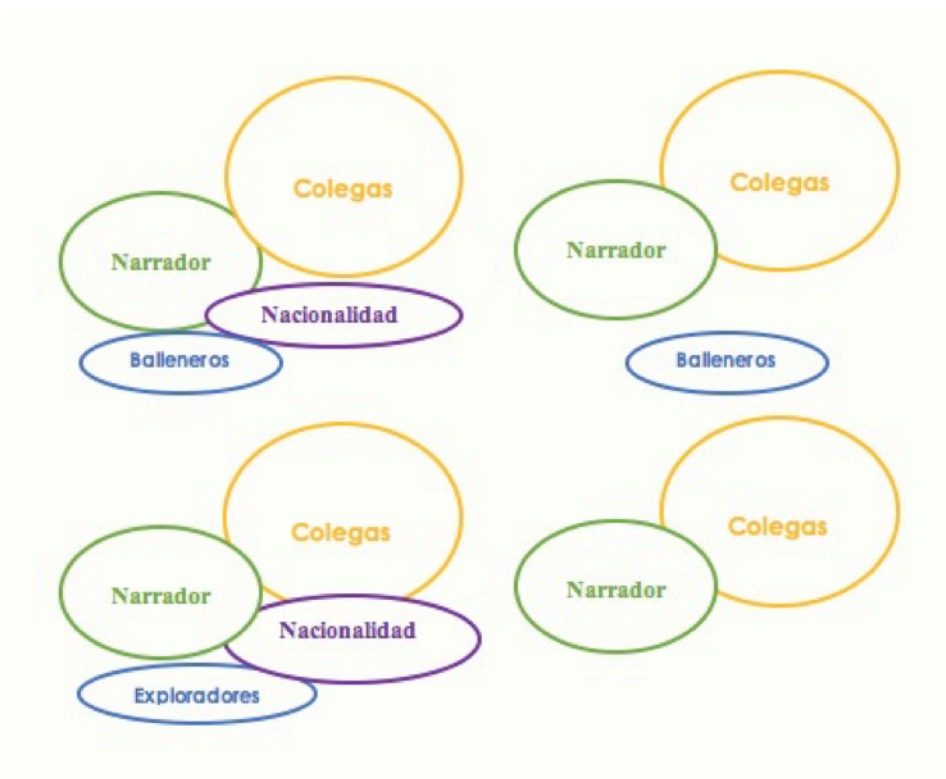 Colegas
Narrador
Nacionalidad
Balleneros
Colegas
Narrador
Balleneros
Colegas
Narrador
Nacionalidad
Exploradores
Colegas
Narrador